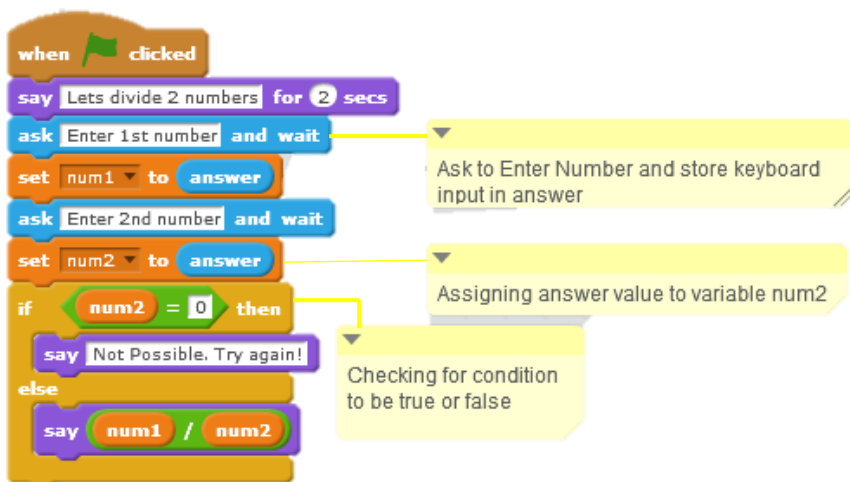 when clicked
say Lets divide 2 numbers for 2 secs
ask Enter 1st number and wait
set num1 to answer
ask Enter 2nd number and wait
set num2 to answer
if num2 = 0 then
say Not Possible. Try again!
else
say num1 / num2
Ask to Enter Number and store keyboard
input in answer
Assigning answer value to variable num2
Checking for condition
to be true or false